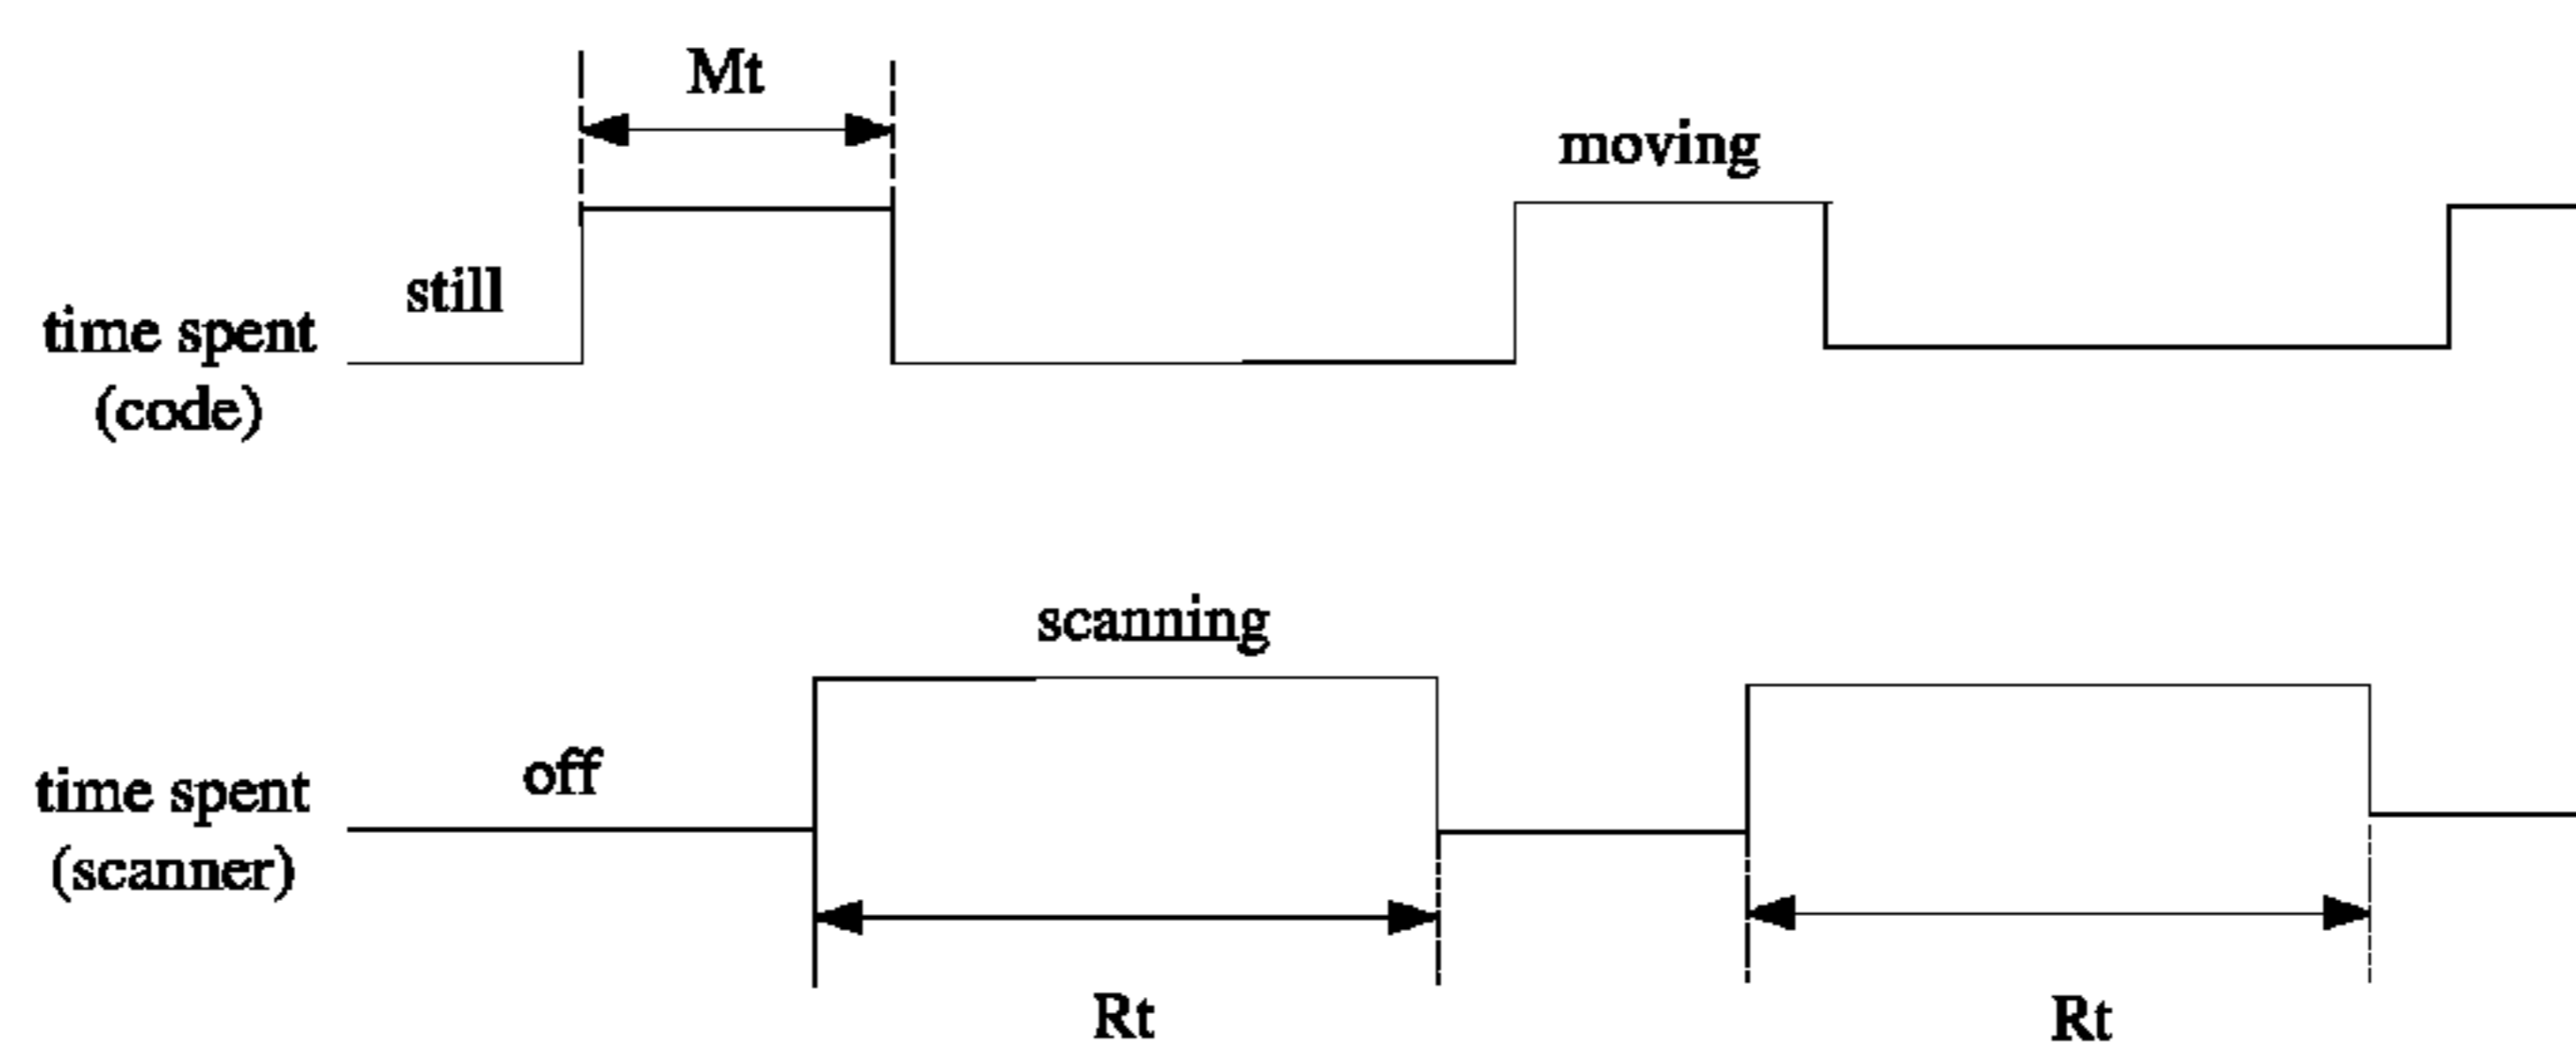 Mt
moving
still
time spent
(code)
scanning
off
time spent
(scanner)
Rt
Rt